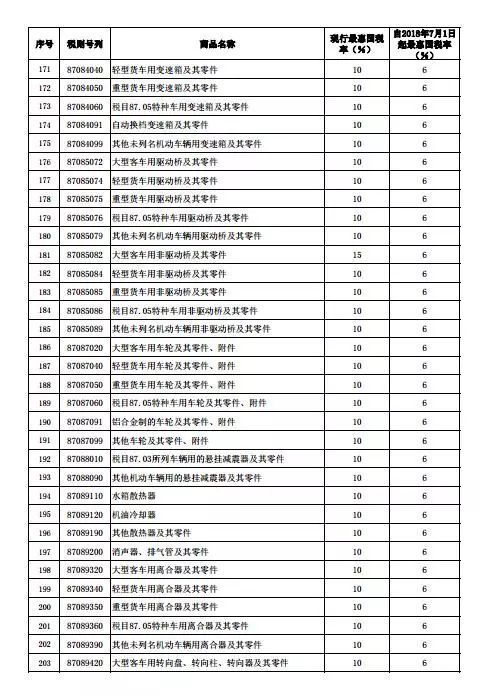 序号 税则号列 商品名称 现行最惠国税率（%） 自2018年7月1日起最惠国税率（%）
171 87084040 轻型货车用变速箱及其零件 10 6
172 87084050 重型货车用变速箱及其零件 10 6
173 87084060 税目87.05特种车用变速箱及其零件 10 6
174 87084091 自动换档变速箱及其零件 10 6
175 87084099 其他未列名机动车辆用变速箱及其零件 10 6
176 87085072 大型客车用驱动桥及其零件 10 6
177 87085074 轻型货车用驱动桥及其零件 10 6
178 87085075 重型货车用驱动桥及其零件 10 6
179 87085076 税目87.05特种车用驱动桥及其零件 10 6
180 87085079 其他未列名机动车辆用驱动桥及其零件 10 6
181 87085082 大型客车用非驱动桥及其零件 15 6
182 87085084 轻型货车用非驱动桥及其零件 10 6
183 87085085 重型货车用非驱动桥及其零件 10 6
184 87085086 税目87.05特种车用非驱动桥及其零件 10 6
185 87085089 其他未列名机动车辆用非驱动桥及其零件 10 6
186 87087020 大型客车用车轮及其零件、附件 10 6
187 87087040 轻型货车用车轮及其零件、附件 10 6
188 87087050 重型货车用车轮及其零件、附件 10 6
189 87087060 税目87.05特种车用车轮及其零件、附件 10 6
190 87087091 铝合金制的车轮及其零件、附件 10 6
191 87087099 其他车轮及其零件、附件 10 6
192 87088010 税目87.03所列车辆用的悬挂减震器及其零件 10 6
193 87088090 其他机动车辆用的悬挂减震器及其零件 10 6
194 87089110 水箱散热器 10 6
195 87089120 机油冷却器 10 6
196 87089190 其他散热器及其零件 10 6
197 87089200 消声器、排气管及其零件 10 6
198 87089320 大型客车用离合器及其零件 10 6
199 87089340 轻型货车用离合器及其零件 10 6
200 87089350 重型货车用离合器及其零件 10 6
201 87089360 税目87.05特种车用离合器及其零件 10 6
202 87089390 其他未列名机动车辆用离合器及其零件 10 6
203 87089420 大型客车用转向盘、转向柱、转向器及其零件 10 6